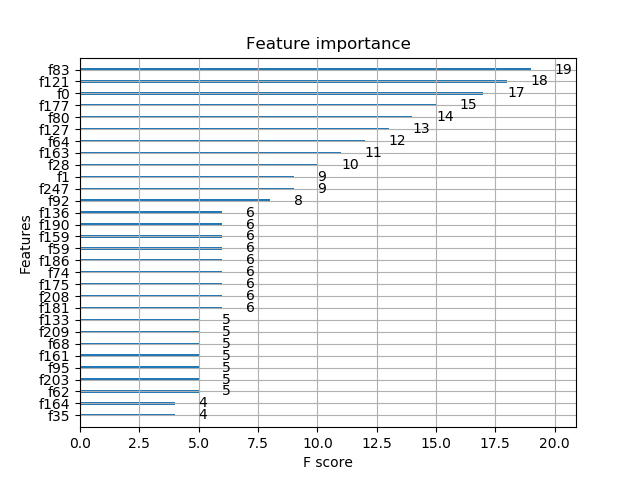 Feature importance
f83 19
f121 18
f0 17
f177 15
f80 14
f127 13
f64 12
f163 11
f28 10
f1 9
f247 9
f92 8
f136 6
f190 6
f159 6
f59 6
f186 6
f74 6
f175 6
f208 6
f181 6
f133 5
f209 5
f68 5
f161 5
f95 5
f203 5
f62 5
f164 4
f35 4
Features
0.0 2.5 5.0 7.5 10.0 12.5 15.0 17.5 20.0
F score